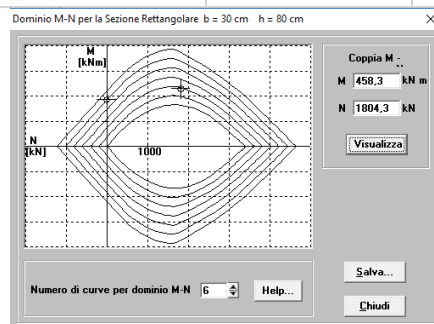 Dominio M-N per la Sezione Rettangolare b = 30 cm h = 80 cm
M
[kNm]
N
[kN]
1000
Coppia M -
M 458,3 kN m
N 1804,3 kN
Visualizza
Numero di curve per dominio M-N 6 Help...
Salva...
Chiudi